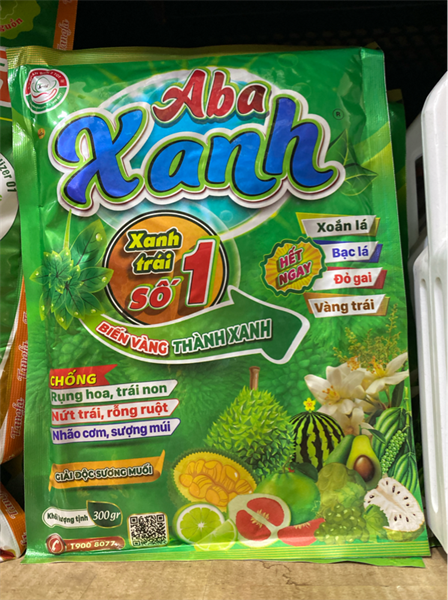 Aba
Xanh
Xanh
trái
số 1
BIẾN VÀNG THÀNH XANH
HẾT
NGAY
Xoắn lá
Bạc lá
Đỏ gai
Vàng trái
CHỐNG
Rụng hoa, trái non
Nứt trái, rỗng ruột
Nhão cơm, sượng múi
GIẢI ĐỘC SƯƠNG MUỐI
Khối lượng tịnh 300gr
1900 8077